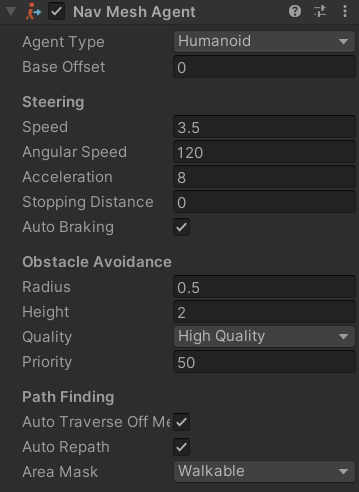 Nav Mesh Agent
Agent Type Humanoid
Base Offset 0
Steering
Speed 3.5
Angular Speed 120
Acceleration 8
Stopping Distance 0
Auto Braking
Obstacle Avoidance
Radius 0.5
Height 2
Quality High Quality
Priority 50
Path Finding
Auto Traverse Off Me
Auto Repath
Area Mask Walkable